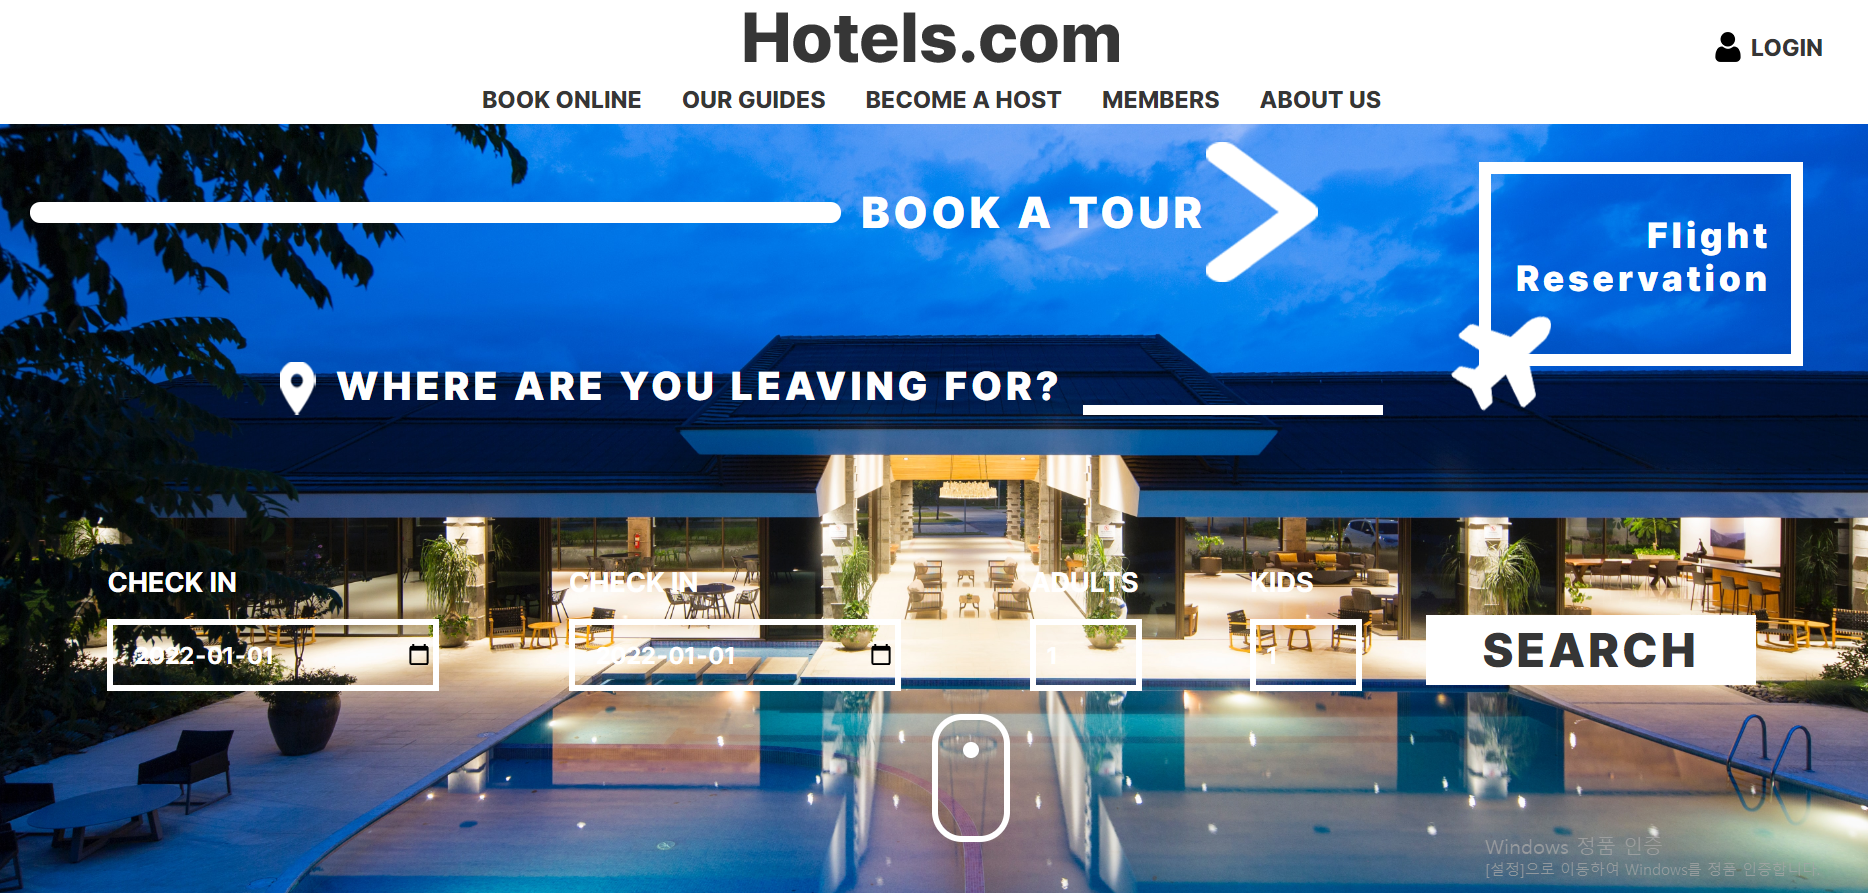 Hotels.com
LOGIN
BOOK ONLINE OUR GUIDES BECOME A HOST MEMBERS ABOUT US
BOOK A TOUR
Flight
Reservation
WHERE ARE YOU LEAVING FOR?
CHECK IN CHECK IN ADULTS KIDS
2022-01-01 2022-01-01 1 1
SEARCH
Windows 정품 인증
[설정]으로 이동하여 Windows를 정품 인증합니다.